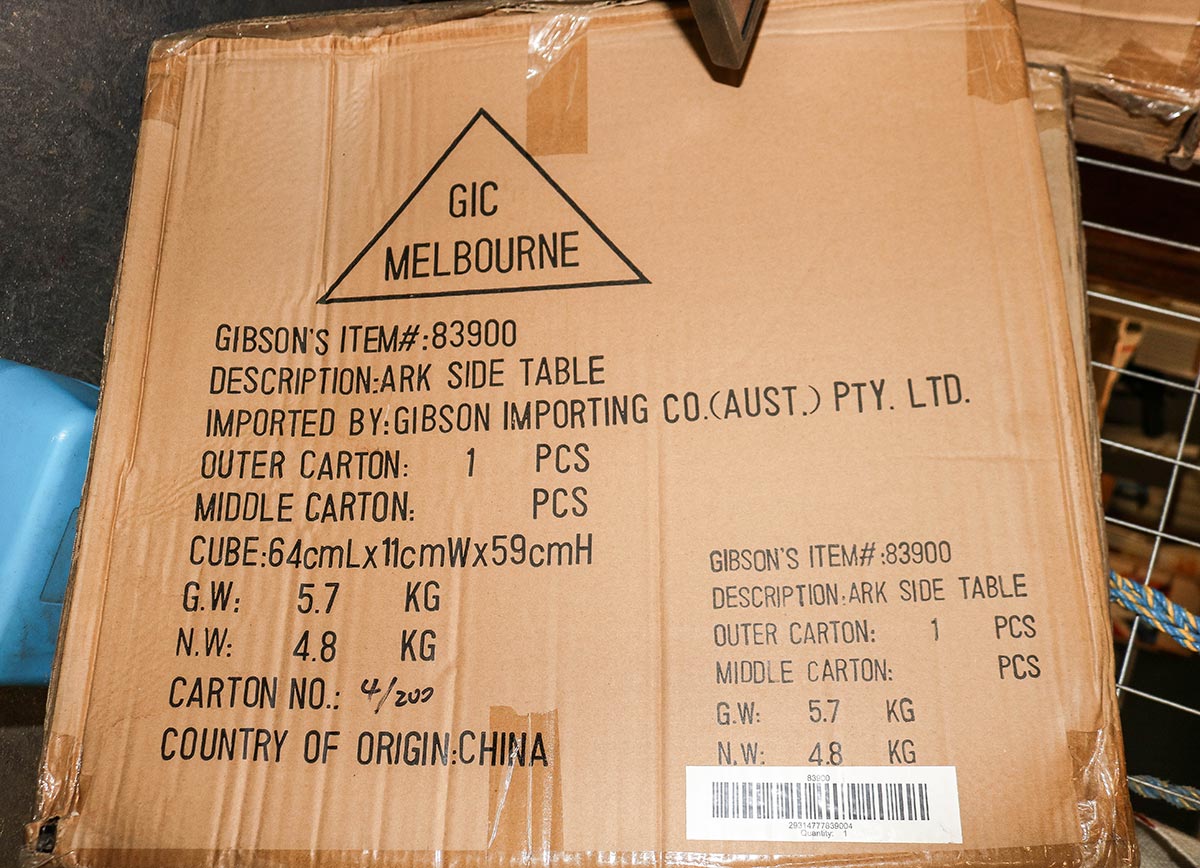 GIC
MELBOURNE
GIBSON'S ITEM#:83900
DESCRIPTION:ARK SIDE TABLE
IMPORTED BY:GIBSON IMPORTING CO.(AUST.) PTY. LTD.
OUTER CARTON: 1 PCS
MIDDLE CARTON: PCS
CUBE:64cmLx11cmWx59cmH
G.W: 5.7 KG
N.W: 4.8 KG
CARTON NO.: 4/200
COUNTRY OF ORIGIN:CHINA
GIBSON'S ITEM#:83900
DESCRIPTION:ARK SIDE TABLE
OUTER CARTON: 1 PCS
MIDDLE CARTON: PCS
G.W: 5.7 KG
N.W: 4.8 KG
83900
29314777839004
Quantity: 1